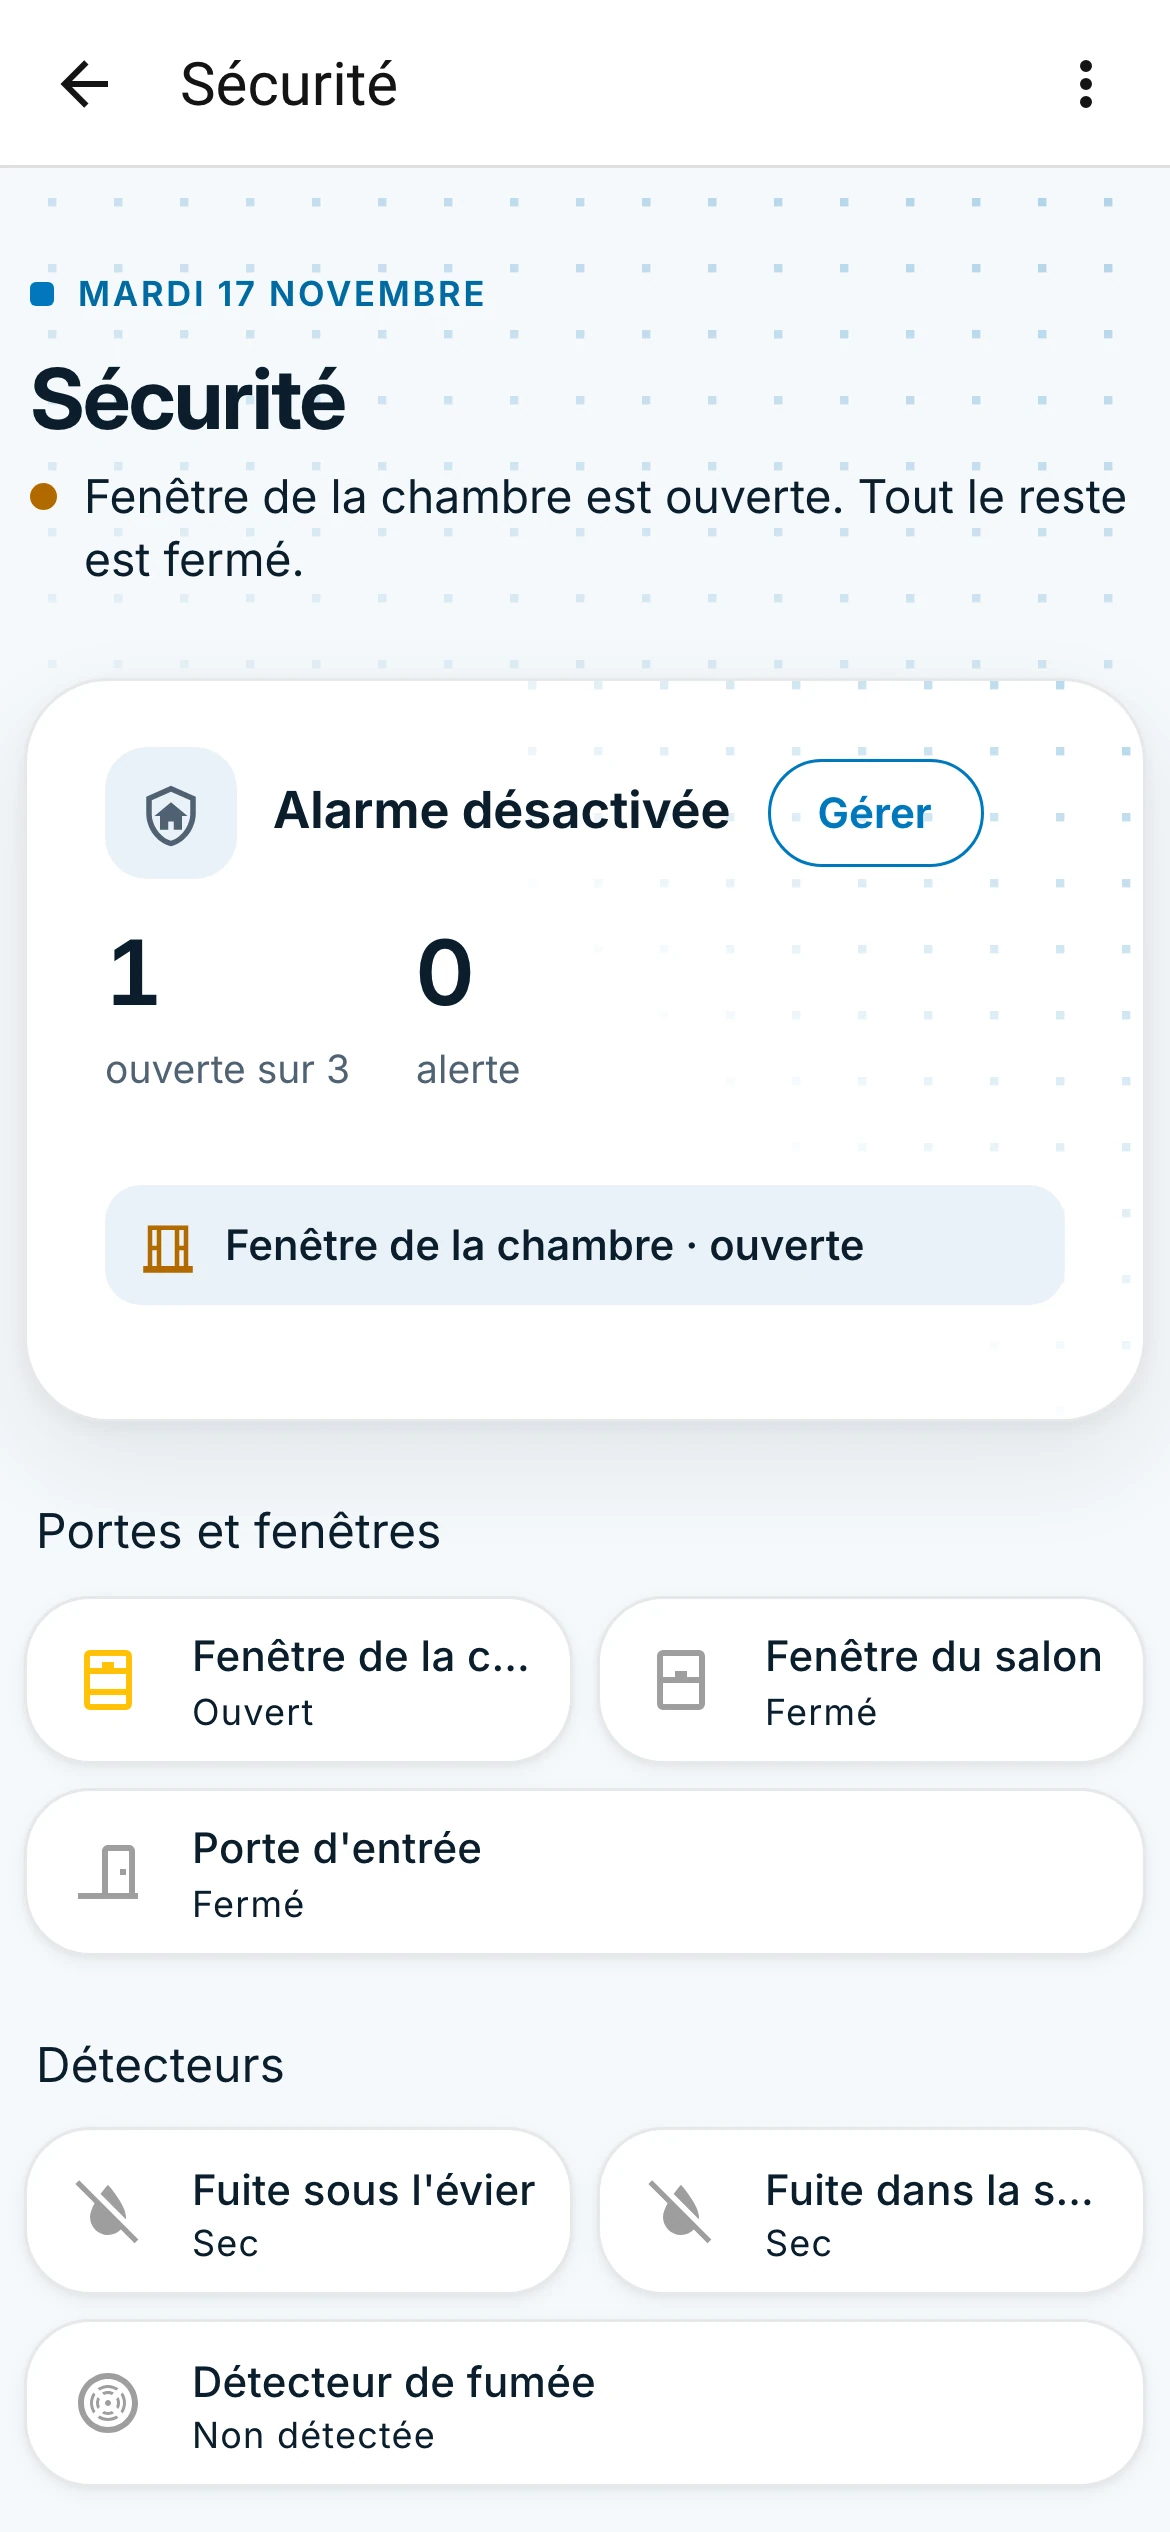 Sécurité
MARDI 17 NOVEMBRE
Sécurité
Fenêtre de la chambre est ouverte. Tout le reste
est fermé.
Alarme désactivée
Gérer
1
0
ouverte sur 3
alerte
Fenêtre de la chambre · ouverte
Portes et fenêtres
Fenêtre de la c...
Ouvert
Fenêtre du salon
Fermé
Porte d'entrée
Fermé
Détecteurs
Fuite sous l'évier
Sec
Fuite dans la s...
Sec
Détecteur de fumée
Non détectée